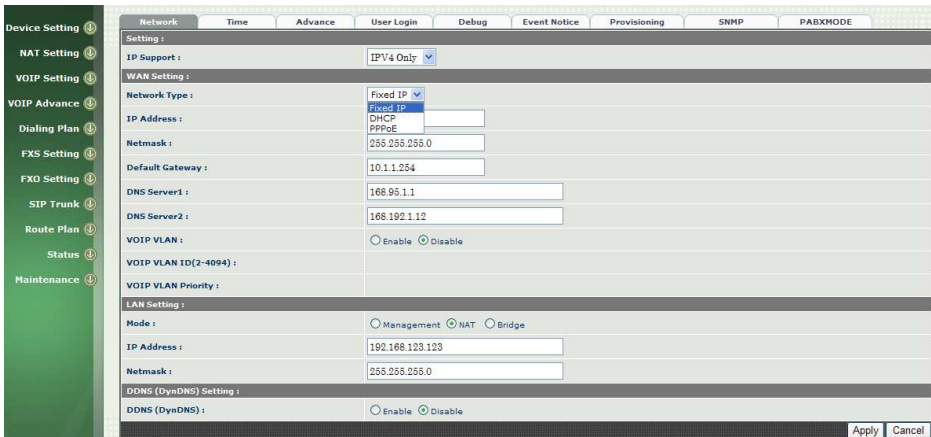 Device Setting
NAT Setting
VOIP Setting
VOIP Advance
Dialing Plan
FXS Setting
FXO Setting
SIP Trunk
Route Plan
Status
Maintenance
Network Time Advance User Login Debug Event Notice Provisioning SNMP PABXMODE
Setting :
IP Support : IPV4 Only
WAN Setting :
Network Type : Fixed IP
Fixed IP
DHCP
PPPoE
IP Address :
Netmask : 255.255.255.0
Default Gateway : 10.1.1.254
DNS Server1 : 168.95.1.1
DNS Server2 : 168.192.1.12
VOIP VLAN : Enable Disable
VOIP VLAN ID(2-4094) :
VOIP VLAN Priority :
LAN Setting :
Mode : Management NAT Bridge
IP Address : 192.168.123.123
Netmask : 255.255.255.0
DDNS (DynDNS) Setting :
DDNS (DynDNS) : Enable Disable
Apply Cancel